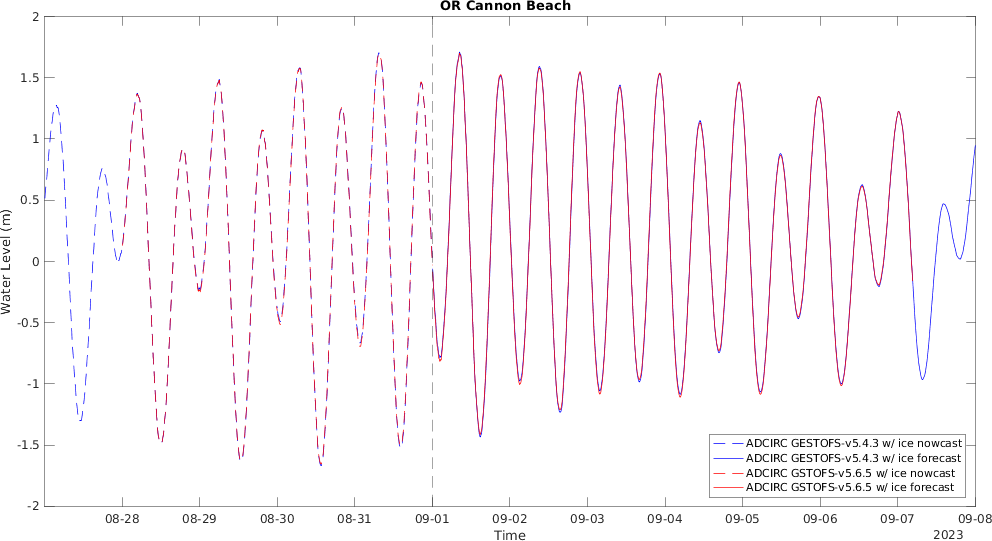 OR Cannon Beach
2
1.5
1
0.5
0
-0.5
-1
-1.5
-2
Water Level (m)
08-28 08-29 08-30 08-31 09-01 09-02 09-03 09-04 09-05 09-06 09-07 09-08
2023
Time
ADCIRC GESTOFS-v5.4.3 w/ ice nowcast
ADCIRC GESTOFS-v5.4.3 w/ ice forecast
ADCIRC GSTOFS-v5.6.5 w/ ice nowcast
ADCIRC GSTOFS-v5.6.5 w/ ice forecast